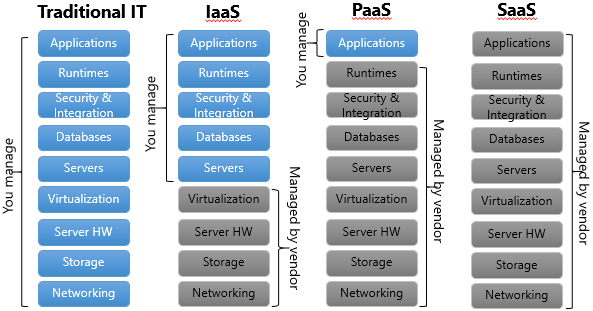 Traditional IT
You manage
Applications
Runtimes
Security &
Integration
Databases
Servers
Virtualization
Server HW
Storage
Networking
IaaS
You manage
Applications
Runtimes
Security &
Integration
Databases
Servers
Virtualization
Server HW
Storage
Networking
Managed by vendor
PaaS
You manage
Applications
Runtimes
Security &
Integration
Databases
Servers
Virtualization
Server HW
Storage
Networking
Managed by vendor
SaaS
Applications
Runtimes
Security &
Integration
Databases
Servers
Virtualization
Server HW
Storage
Networking
Managed by vendor